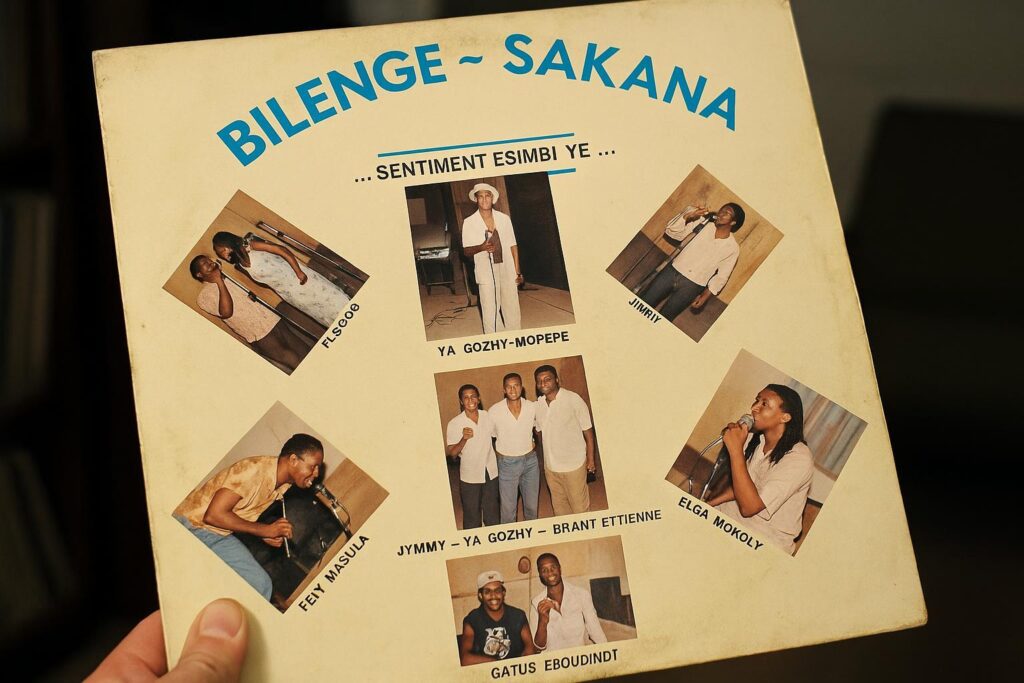 BILENGE ~ SAKANA
... SENTIMENT ESIMBI YE ...
YA GOZHY-MOPEPE
JIMRIY
JYMMY – YA GOZHY – BRANT ETTIENNE
FEIY MASULA
ELGA MOKOLY
GATUS EBOUDINDT